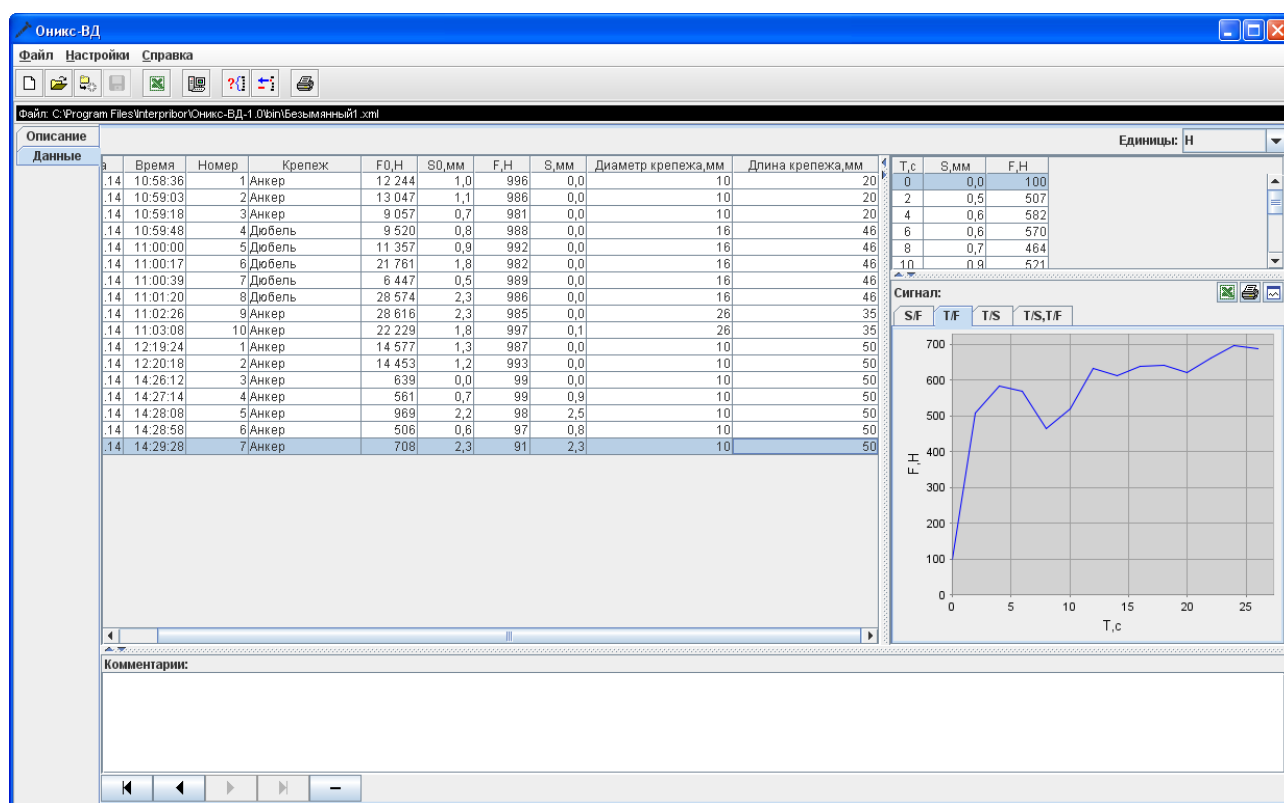 Оникс-ВД
Файл Настройки Справка
Файл: C:\Program Files\Interpribor\Оникс-ВД-1.0\bin\Безымянный1.xml
Описание
Данные
Единицы: Н
а Время Номер Крепеж F0,Н S0,мм F,Н S,мм Диаметр крепежа,мм Длина крепежа,мм
.14 10:58:36 1 Анкер 12 244 1,0 996 0,0 10 20
.14 10:59:03 2 Анкер 13 047 1,1 986 0,0 10 20
.14 10:59:18 3 Анкер 9 057 0,7 981 0,0 10 20
.14 10:59:48 4 Дюбель 9 520 0,8 988 0,0 16 46
.14 11:00:00 5 Дюбель 11 357 0,9 992 0,0 16 46
.14 11:00:17 6 Дюбель 21 761 1,8 982 0,0 16 46
.14 11:00:39 7 Дюбель 6 447 0,5 989 0,0 16 46
.14 11:01:20 8 Дюбель 28 574 2,3 986 0,0 16 46
.14 11:02:26 9 Анкер 28 616 2,3 985 0,0 26 35
.14 11:03:08 10 Анкер 22 229 1,8 997 0,1 26 35
.14 12:19:24 1 Анкер 14 577 1,3 987 0,0 10 50
.14 12:20:18 2 Анкер 14 453 1,2 993 0,0 10 50
.14 14:26:12 3 Анкер 639 0,0 99 0,0 10 50
.14 14:27:14 4 Анкер 561 0,7 99 0,9 10 50
.14 14:28:08 5 Анкер 969 2,2 98 2,5 10 50
.14 14:28:58 6 Анкер 506 0,6 97 0,8 10 50
.14 14:29:28 7 Анкер 708 2,3 91 2,3 10 50
T,с S,мм F,Н
0 0,0 100
2 0,5 507
4 0,6 582
6 0,6 570
8 0,7 464
10 0,9 521
Сигнал:
S/F T/F T/S T/S,T/F
700
600
500
400
300
200
100
0
F,Н
0 5 10 15 20 25
T,с
Комментарии: